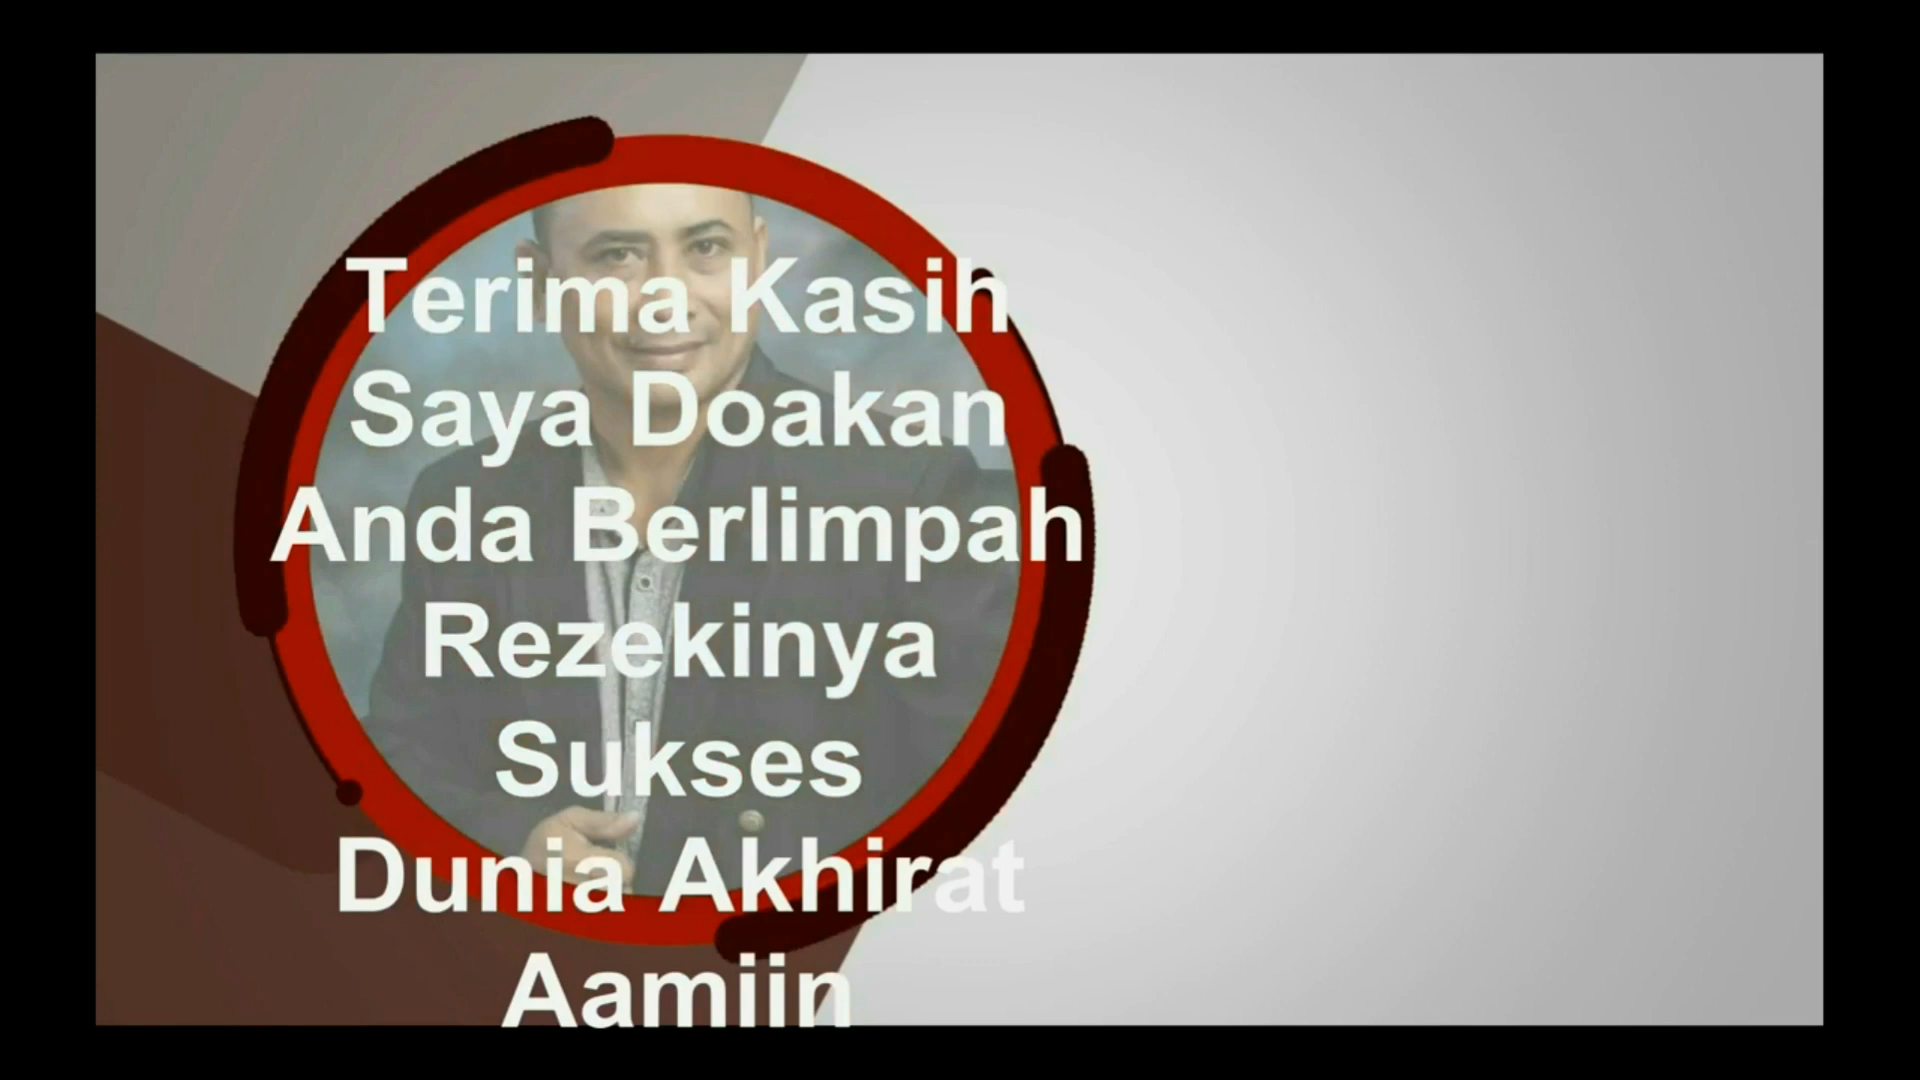 Terima Kasih
Saya Doakan
Anda Berlimpah
Rezekinya
Sukses
Dunia Akhirat
Aamiin